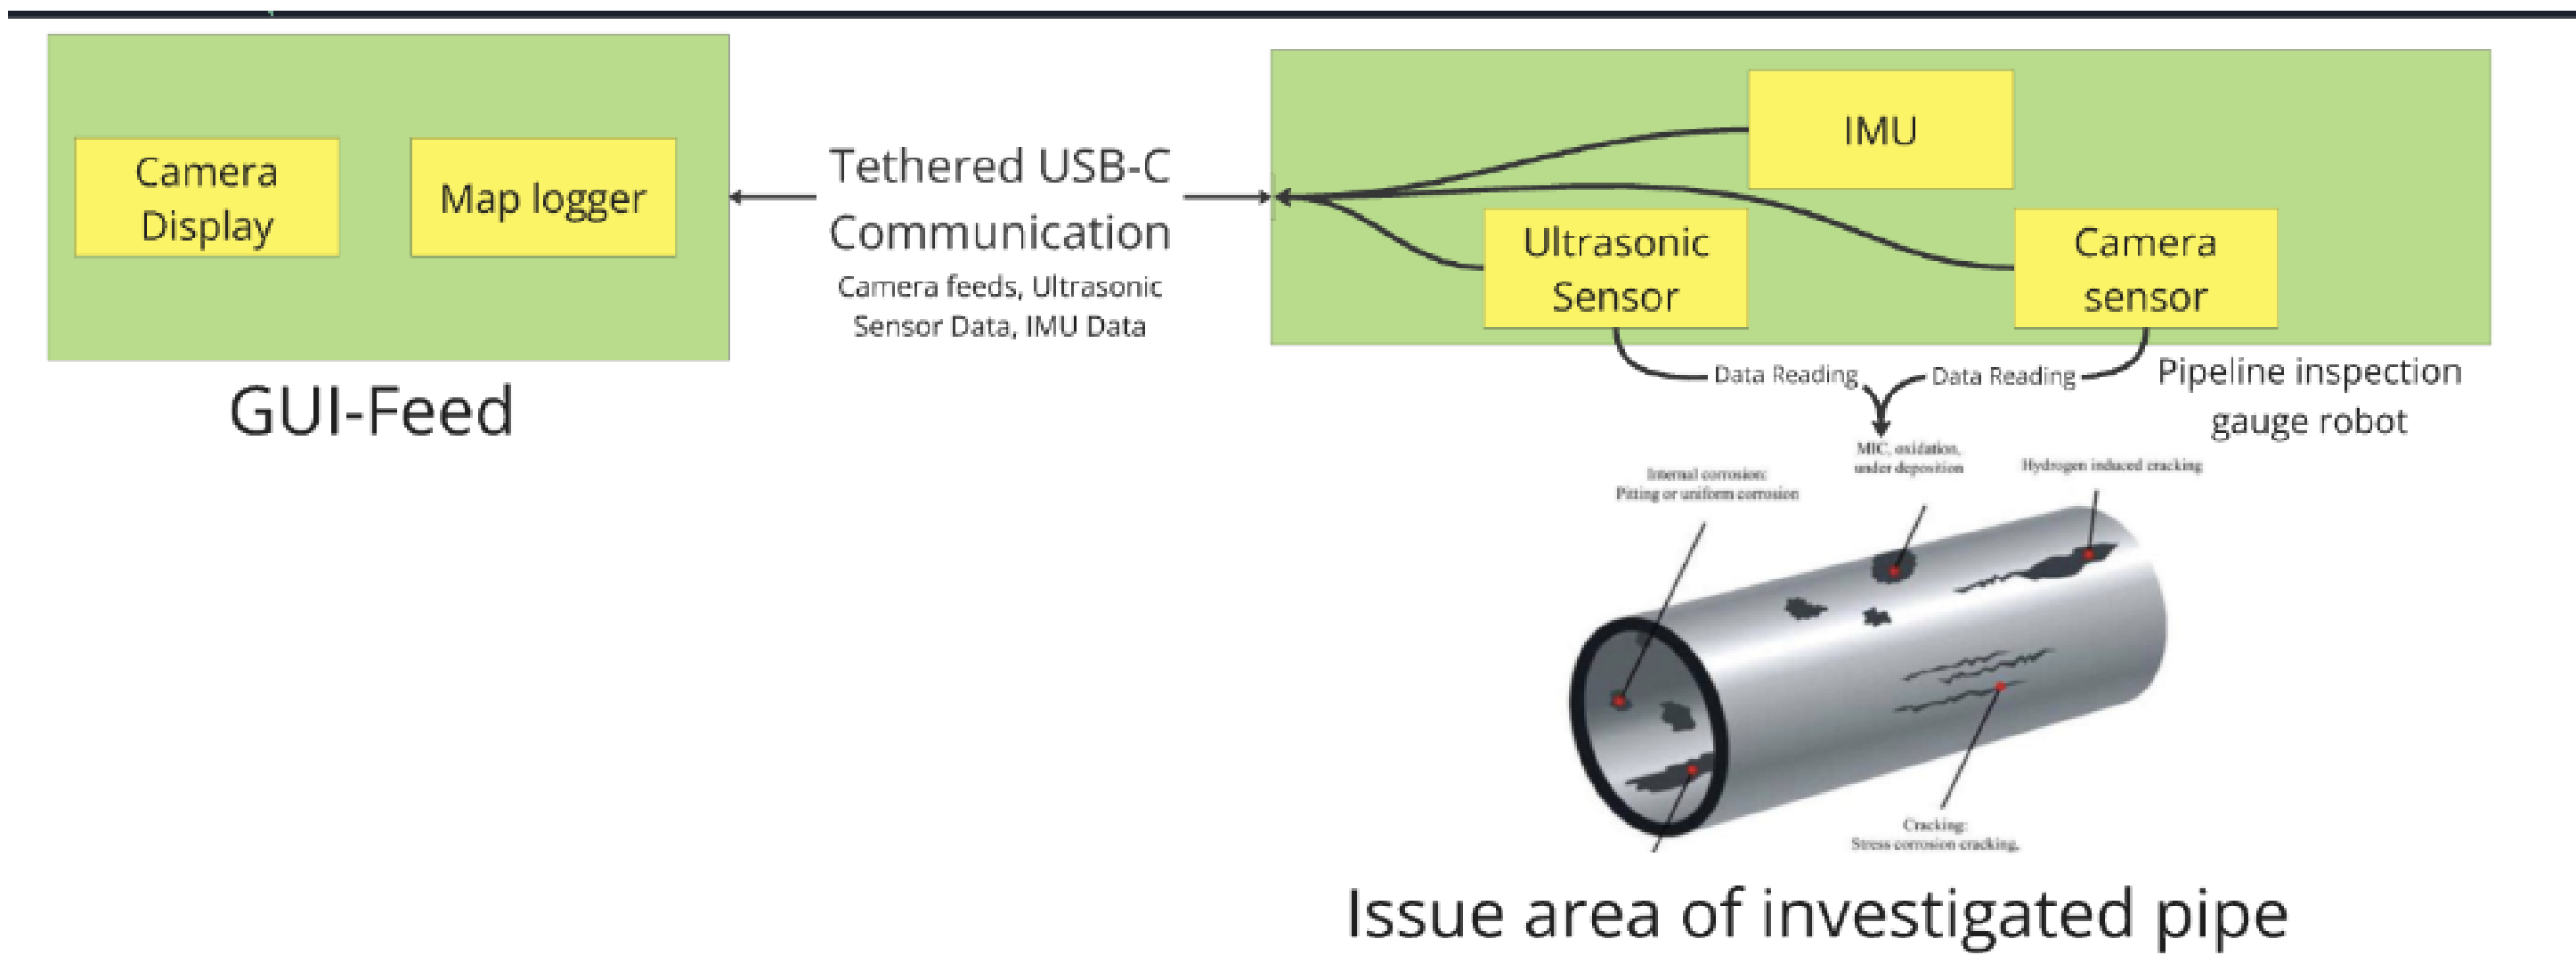 Camera
Display
Map logger
GUI-Feed
Tethered USB-C
Communication
Camera feeds, Ultrasonic
Sensor Data, IMU Data
IMU
Ultrasonic
Sensor
Camera
sensor
Data Reading
Data Reading
Pipeline inspection
gauge robot
MIC, oxidation,
under deposition
Internal corrosion:
Pitting or uniform corrosion
Hydrogen induced cracking
Cracking:
Stress corrosion cracking,
Issue area of investigated pipe